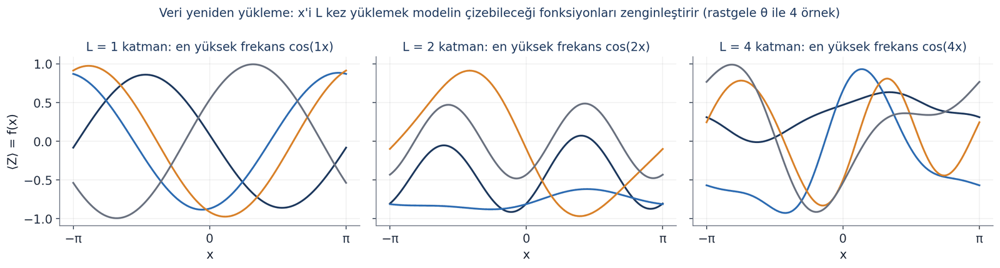 Veri yeniden yükleme: x'i L kez yüklemek modelin çizebileceği fonksiyonları zenginleştirir (rastgele θ ile 4 örnek)
L = 1 katman: en yüksek frekans cos(1x)
L = 2 katman: en yüksek frekans cos(2x)
L = 4 katman: en yüksek frekans cos(4x)
⟨Z⟩ = f(x)
1.0
0.5
0.0
−0.5
−1.0
−π 0 π
−π 0 π
−π 0 π
x
x
x